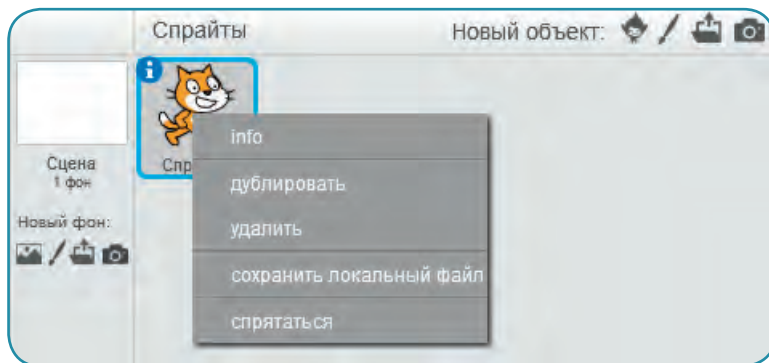 Спрайты
Новый объект:
info
Сцена
1 фон
Спр
дублировать
удалить
Новый фон:
сохранить локальный файл
спрятаться